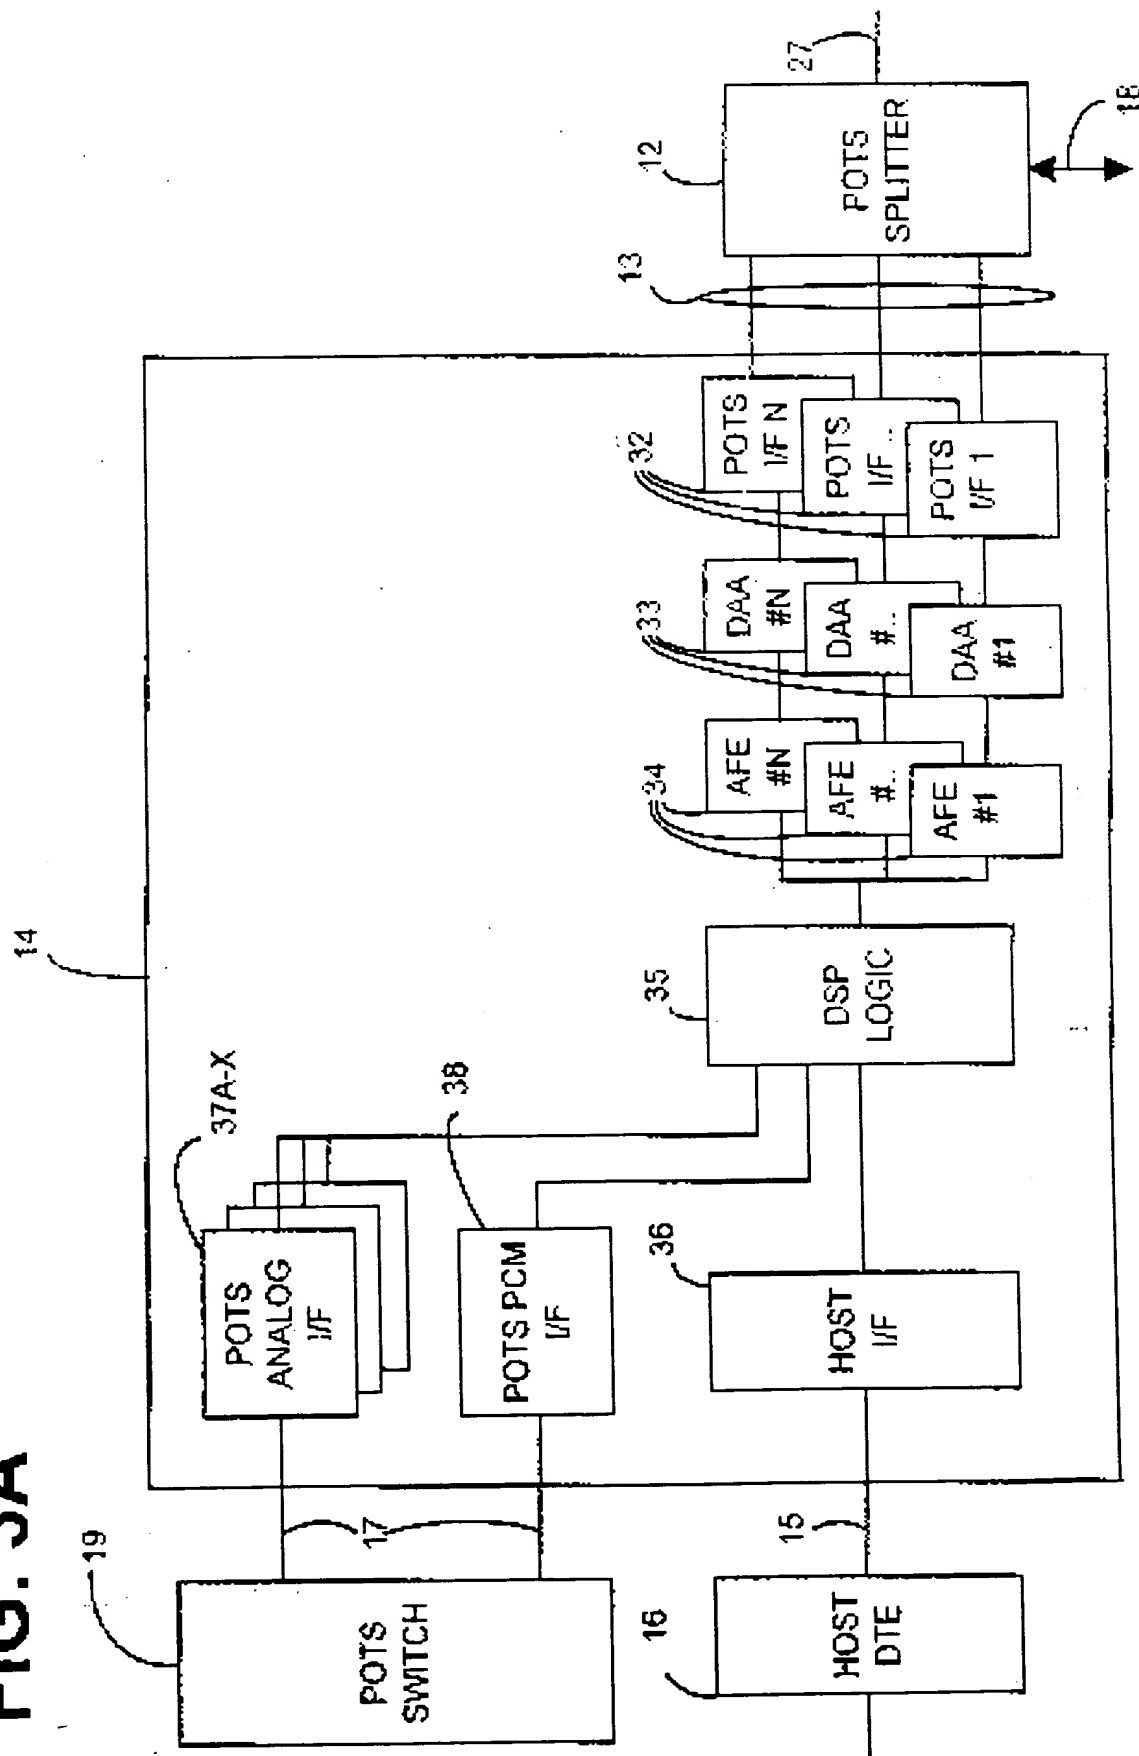 FIG. 3A
14
19
POTS
SWITCH
17
37A-X
POTS
ANALOG
I/F
38
POTS PCM
I/F
16
HOST
DTE
15
36
HOST
I/F
35
DSP
LOGIC
34
AFE
#N
AFE
#..
AFE
#1
33
DAA
#N
DAA
#..
DAA
#1
32
POTS
I/F N
POTS
I/F ..
POTS
I/F 1
13
12
POTS
SPLITTER
27
18